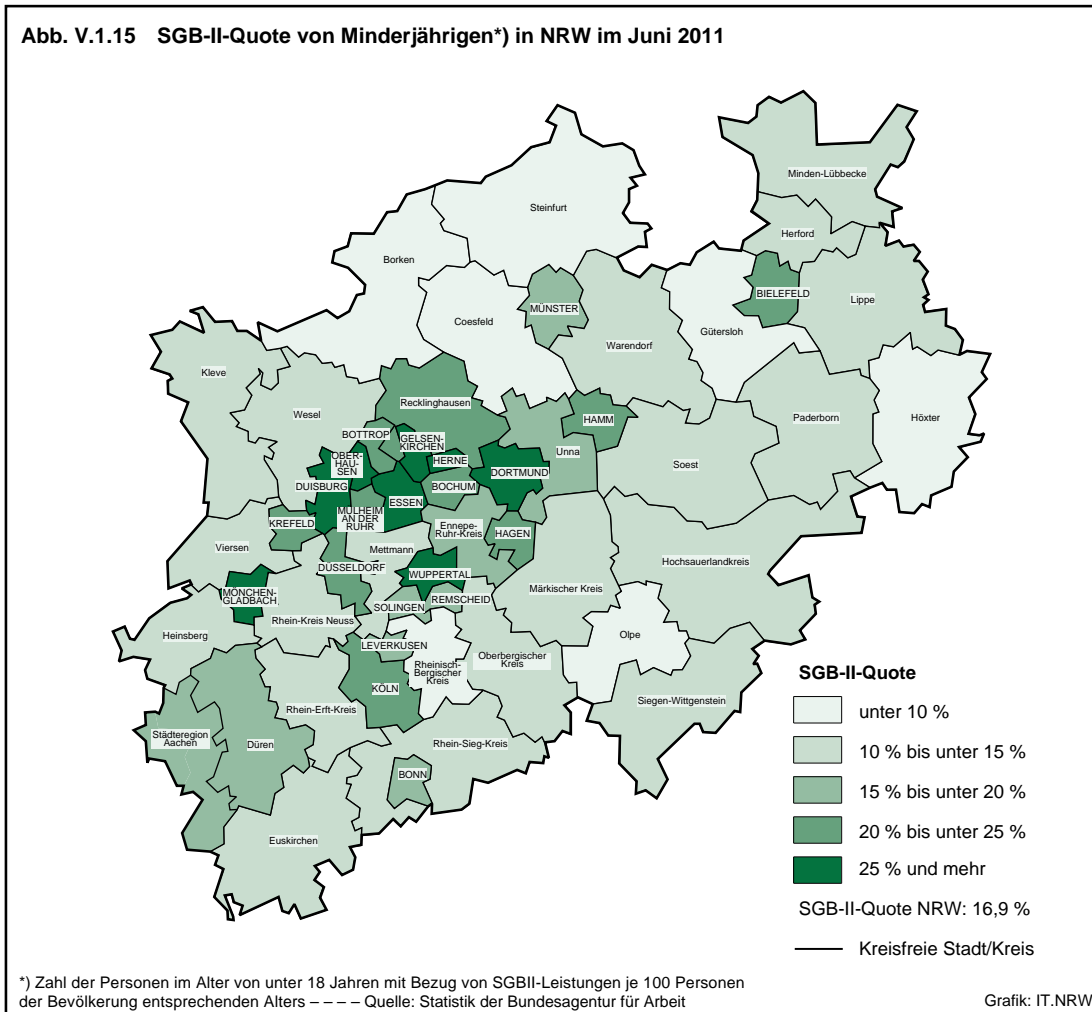 Abb. V.1.15 SGB-II-Quote von Minderjährigen*) in NRW im Juni 2011
Minden-Lübbecke
Steinfurt
Herford
Borken
BIELEFELD
Lippe
MÜNSTER
Coesfeld
Gütersloh
Warendorf
Kleve
Recklinghausen
Wesel
Paderborn
Höxter
HAMM
BOTTROP
GELSEN-
KIRCHEN
Unna
OBER-
HAU-
SEN
HERNE
Soest
DORTMUND
DUISBURG
BOCHUM
ESSEN
MÜLHEIM
AN DER
RUHR
KREFELD
Ennepe-
Ruhr-Kreis
HAGEN
Viersen
Mettmann
Hochsauerlandkreis
DÜSSELDORF
WUPPERTAL
Märkischer Kreis
MÖNCHEN-
GLADBACH
REMSCHEID
SOLINGEN
Rhein-Kreis Neuss
Heinsberg
Olpe
LEVERKUSEN
Oberbergischer
Kreis
Rheinisch-
Bergischer
Kreis
KÖLN
Siegen-Wittgenstein
Rhein-Erft-Kreis
Städteregion
Aachen
Düren
Rhein-Sieg-Kreis
BONN
Euskirchen
SGB-II-Quote
unter 10 %
10 % bis unter 15 %
15 % bis unter 20 %
20 % bis unter 25 %
25 % und mehr
SGB-II-Quote NRW: 16,9 %
Kreisfreie Stadt/Kreis
*) Zahl der Personen im Alter von unter 18 Jahren mit Bezug von SGBII-Leistungen je 100 Personen
der Bevölkerung entsprechenden Alters – – – – Quelle: Statistik der Bundesagentur für Arbeit
Grafik: IT.NRW